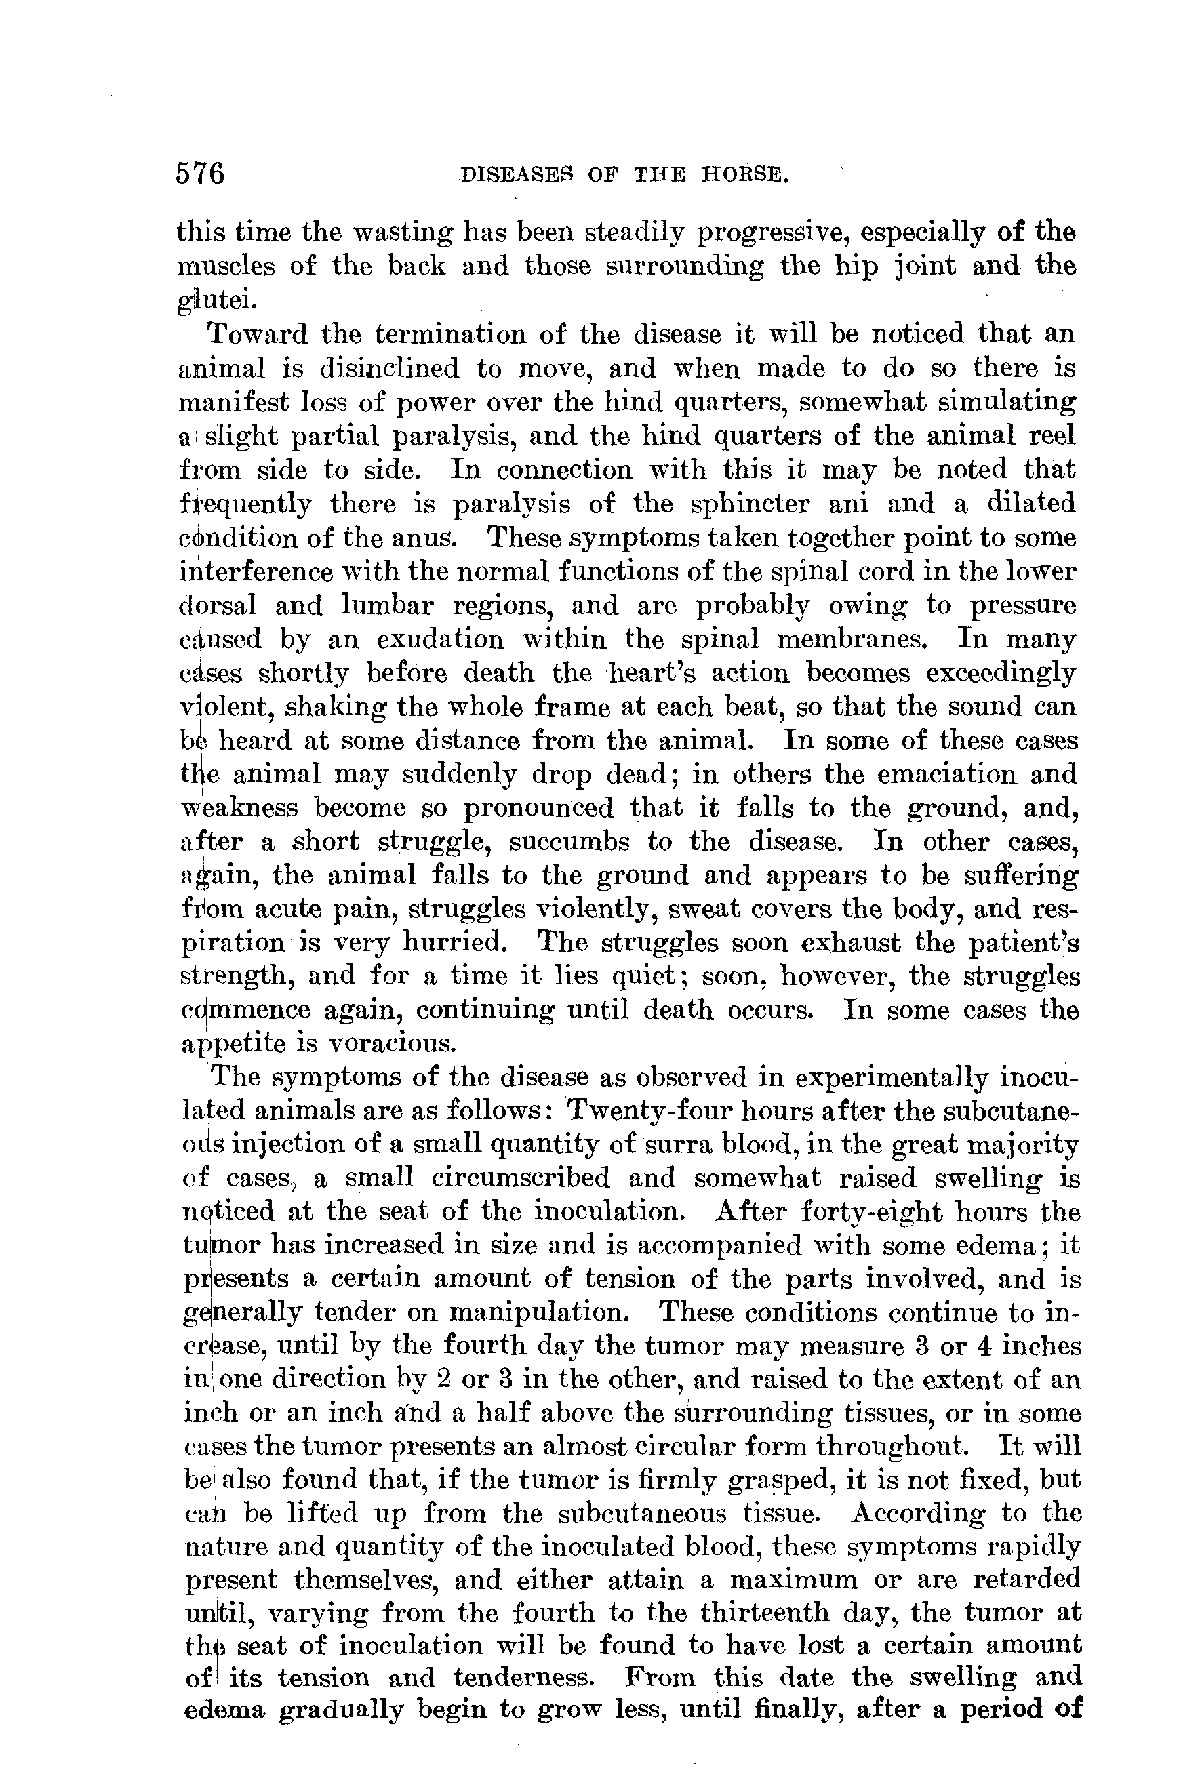 576 DISEASES OF THE HORSE.
this time the wasting has been steadily progressive, especially of the
muscles of the back and those surrounding the hip joint and the
glutei.
Toward the termination of the disease it will be noticed that an
animal is disinclined to move, and when made to do so there is
manifest loss of power over the hind quarters, somewhat simulating
a slight partial paralysis, and the hind quarters of the animal reel
from side to side. In connection with this it may be noted that
frequently there is paralysis of the sphincter ani and a dilated
condition of the anus. These symptoms taken together point to some
interference with the normal functions of the spinal cord in the lower
dorsal and lumbar regions, and are probably owing to pressure
caused by an exudation within the spinal membranes. In many
cases shortly before death the heart's action becomes exceedingly
violent, shaking the whole frame at each beat, so that the sound can
be heard at some distance from the animal. In some of these cases
the animal may suddenly drop dead; in others the emaciation and
weakness become so pronounced that it falls to the ground, and,
after a short struggle, succumbs to the disease. In other cases,
again, the animal falls to the ground and appears to be suffering
from acute pain, struggles violently, sweat covers the body, and res-
piration is very hurried. The struggles soon exhaust the patient's
strength, and for a time it lies quiet; soon, however, the struggles
commence again, continuing until death occurs. In some cases the
appetite is voracious.
The symptoms of the disease as observed in experimentally inocu-
lated animals are as follows: Twenty-four hours after the subcutane-
ous injection of a small quantity of surra blood, in the great majority
of cases, a small circumscribed and somewhat raised swelling is
noticed at the seat of the inoculation. After forty-eight hours the
tumor has increased in size and is accompanied with some edema; it
presents a certain amount of tension of the parts involved, and is
generally tender on manipulation. These conditions continue to in-
crease, until by the fourth day the tumor may measure 3 or 4 inches
in one direction by 2 or 3 in the other, and raised to the extent of an
inch or an inch and a half above the surrounding tissues, or in some
cases the tumor presents an almost circular form throughout. It will
be also found that, if the tumor is firmly grasped, it is not fixed, but
can be lifted up from the subcutaneous tissue. According to the
nature and quantity of the inoculated blood, these symptoms rapidly
present themselves, and either attain a maximum or are retarded
until, varying from the fourth to the thirteenth day, the tumor at
the seat of inoculation will be found to have lost a certain amount
of its tension and tenderness. From this date the swelling and
edema gradually begin to grow less, until finally, after a period of